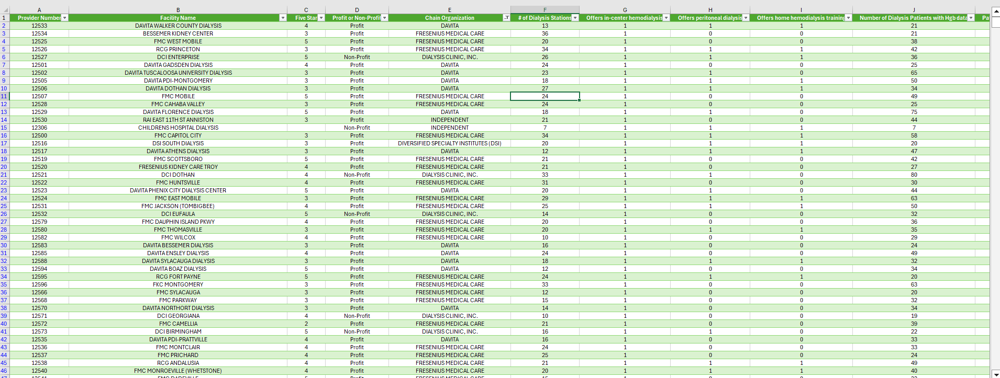 A B C D E F G H I J
1 Provider Number Facility Name Five Star Profit or Non-Profit Chain Organization # of Dialysis Stations Offers in-center hemodialysis Offers peritoneal dialysis Offers home hemodialysis training Number of Dialysis Patients with Hgb data
2 12533 DAVITA WALKER COUNTY DIALYSIS 4 Profit DAVITA 13 1 1 1 21
3 12534 BESSEMER KIDNEY CENTER 3 Profit FRESENIUS MEDICAL CARE 36 1 0 0 21
4 12525 FMC WEST MOBILE 5 Profit FRESENIUS MEDICAL CARE 20 1 0 0 38
5 12526 RCG PRINCETON 3 Profit FRESENIUS MEDICAL CARE 34 1 1 1 42
6 12527 DCI ENTERPRISE 5 Non-Profit DIALYSIS CLINIC, INC. 26 1 1 1 36
7 12501 DAVITA GADSDEN DIALYSIS 4 Profit DAVITA 24 1 0 0 25
8 12502 DAVITA TUSCALOOSA UNIVERSITY DIALYSIS 3 Profit DAVITA 23 1 1 0 65
9 12505 DAVITA PDI-MONTGOMERY 3 Profit DAVITA 18 1 1 1 50
10 12506 DAVITA DOTHAN DIALYSIS 3 Profit DAVITA 27 1 1 1 34
11 12507 FMC MOBILE 5 Profit FRESENIUS MEDICAL CARE 24 1 0 0 49
12 12528 FMC CAHABA VALLEY 3 Profit FRESENIUS MEDICAL CARE 24 1 0 0 25
13 12529 DAVITA FLORENCE DIALYSIS 5 Profit DAVITA 18 1 1 0 75
14 12530 RAI EAST 11TH ST ANNISTON 3 Profit INDEPENDENT 21 1 0 0 44
15 12306 CHILDRENS HOSPITAL DIALYSIS Non-Profit INDEPENDENT 7 1 1 1 7
16 12500 FMC CAPITOL CITY 3 Profit FRESENIUS MEDICAL CARE 34 1 1 1 58
17 12516 DSI SOUTH DIALYSIS 3 Profit DIVERSIFIED SPECIALTY INSTITUTES (DSI) 20 1 1 1 20
18 12517 DAVITA ATHENS DIALYSIS 3 Profit DAVITA 12 1 1 1 47
19 12519 FMC SCOTTSBORO 5 Profit FRESENIUS MEDICAL CARE 21 1 0 0 42
20 12520 FRESENIUS KIDNEY CARE TROY 4 Profit FRESENIUS MEDICAL CARE 21 1 0 0 27
21 12521 DCI DOTHAN 4 Non-Profit DIALYSIS CLINIC, INC. 33 1 1 0 80
22 12522 FMC HUNTSVILLE 4 Profit FRESENIUS MEDICAL CARE 31 1 0 0 30
23 12523 DAVITA PHENIX CITY DIALYSIS CENTER 5 Profit DAVITA 20 1 1 0 44
24 12524 FMC EAST MOBILE 3 Profit FRESENIUS MEDICAL CARE 29 1 1 1 63
25 12531 FMC JACKSON (TOMBIGBEE) 4 Profit FRESENIUS MEDICAL CARE 25 1 1 1 50
26 12532 DCI EUFAULA 5 Non-Profit DIALYSIS CLINIC, INC. 14 1 0 0 32
27 12579 FMC DAUPHIN ISLAND PKWY 4 Profit FRESENIUS MEDICAL CARE 20 1 0 0 36
28 12580 FMC THOMASVILLE 3 Profit FRESENIUS MEDICAL CARE 20 1 1 1 35
29 12582 FMC WILCOX 4 Profit FRESENIUS MEDICAL CARE 10 1 0 0 29
30 12583 DAVITA BESSEMER DIALYSIS 3 Profit DAVITA 16 1 0 0 24
31 12585 DAVITA ENSLEY DIALYSIS 4 Profit DAVITA 24 1 0 0 49
32 12588 DAVITA SYLACAUGA DIALYSIS 3 Profit DAVITA 18 1 1 1 32
33 12594 DAVITA BOAZ DIALYSIS 5 Profit DAVITA 12 1 0 0 34
34 12595 RCG FORT PAYNE 5 Profit FRESENIUS MEDICAL CARE 24 1 1 1 20
35 12596 FKC MONTGOMERY 3 Profit FRESENIUS MEDICAL CARE 33 1 0 0 63
36 12566 FMC SYLACAUGA 3 Profit FRESENIUS MEDICAL CARE 12 1 0 0 20
37 12568 FMC PARKWAY 3 Profit FRESENIUS MEDICAL CARE 15 1 0 0 32
38 12570 DAVITA NORTHORT DIALYSIS 3 Profit DAVITA 14 1 0 0 34
39 12571 DCI GEORGIANA 4 Non-Profit DIALYSIS CLINIC, INC. 10 1 0 0 19
40 12572 FMC CAMELLIA 2 Profit FRESENIUS MEDICAL CARE 21 1 0 0 39
41 12573 DCI BIRMINGHAM 5 Non-Profit DIALYSIS CLINIC, INC. 16 1 1 0 22
42 12535 DAVITA PDI-PRATTVILLE 4 Profit DAVITA 16 1 0 0 33
43 12536 FMC MONTCLAIR 4 Profit FRESENIUS MEDICAL CARE 24 1 0 0 33
44 12537 FMC PRICHARD 4 Profit FRESENIUS MEDICAL CARE 25 1 0 0 24
45 12538 RCG ANDALUSIA 4 Profit FRESENIUS MEDICAL CARE 21 1 1 1 49
46 12540 FMC MONROEVILLE (WHETSTONE) 4 Profit FRESENIUS MEDICAL CARE 20 1 1 1 40